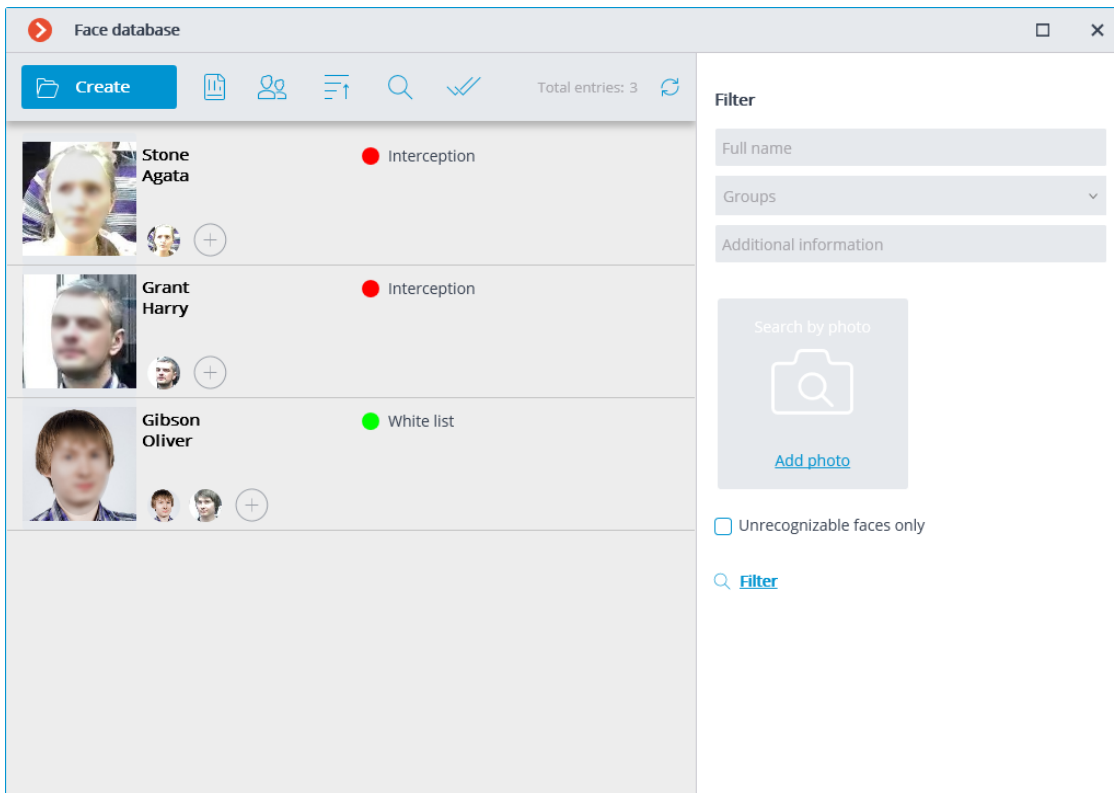 Face database
Create
Total entries: 3
Stone
Agata
Interception
Grant
Harry
Interception
Gibson
Oliver
White list
Filter
Full name
Groups
Additional information
Search by photo
Add photo
Unrecognizable faces only
Filter